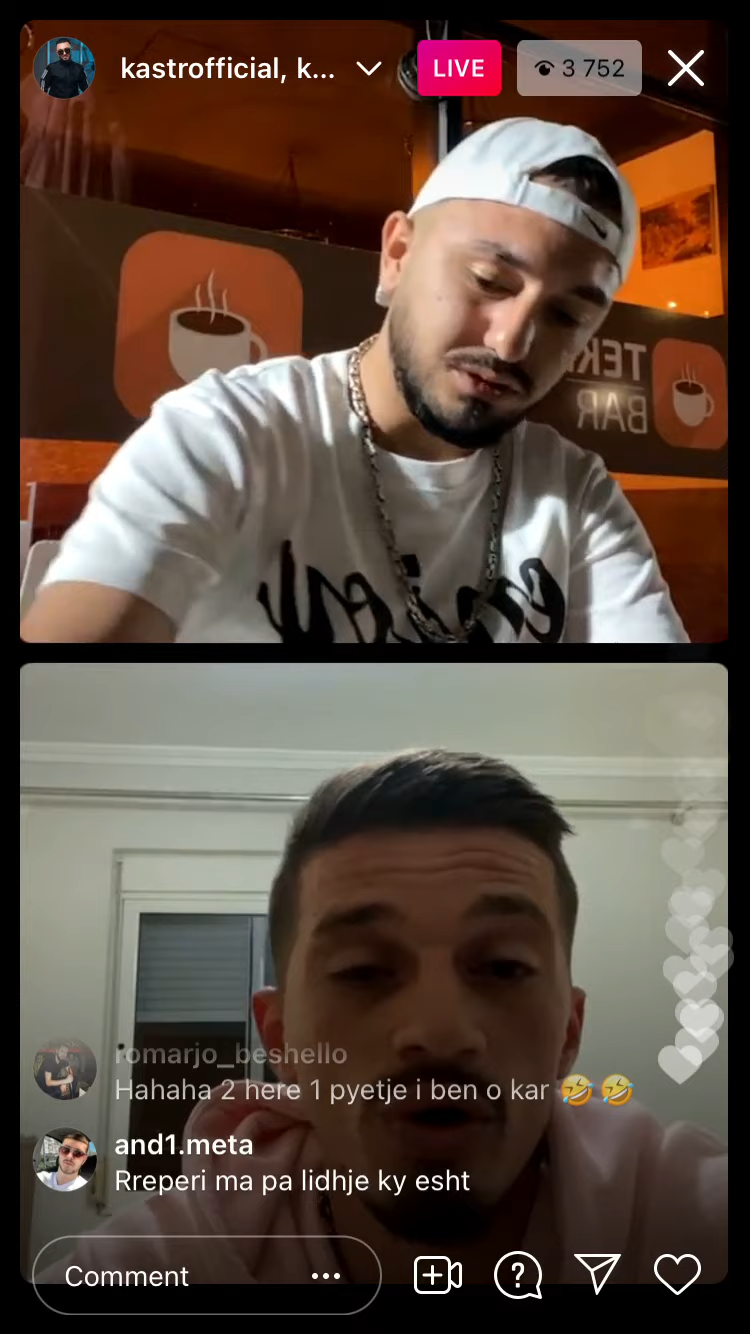 kastrofficial, k...
LIVE
3 752
BAR
romarjo_beshello
Hahaha 2 here 1 pyetje i ben o kar 🤣🤣
and1.meta
Rreperi ma pa lidhje ky esht
Comment